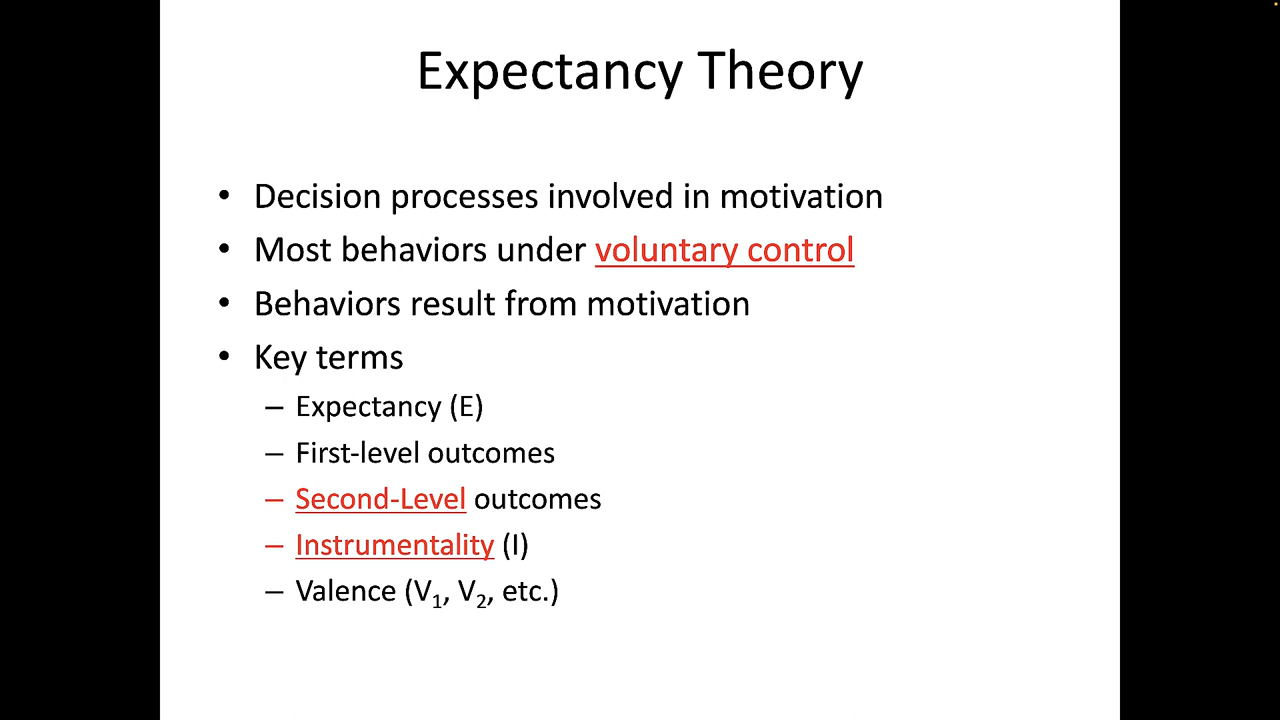 Expectancy Theory
• Decision processes involved in motivation
• Most behaviors under voluntary control
• Behaviors result from motivation
• Key terms
– Expectancy (E)
– First-level outcomes
– Second-Level outcomes
– Instrumentality (I)
– Valence (V₁, V₂, etc.)